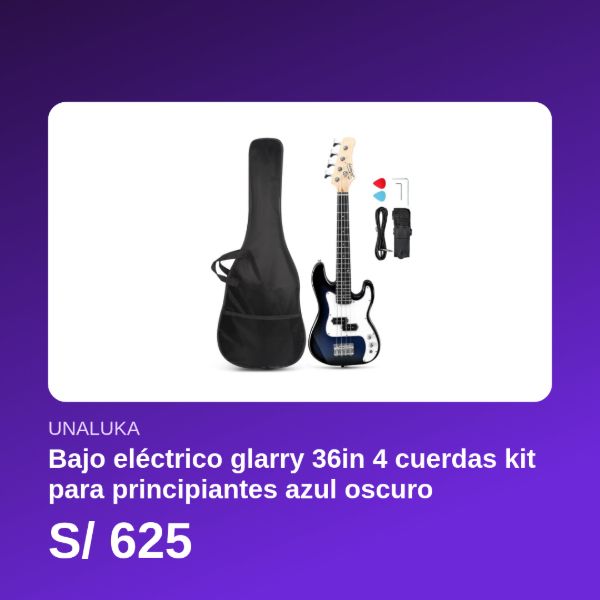 UNALUKA
Bajo eléctrico glarry 36in 4 cuerdas kit
para principiantes azul oscuro
S/ 625